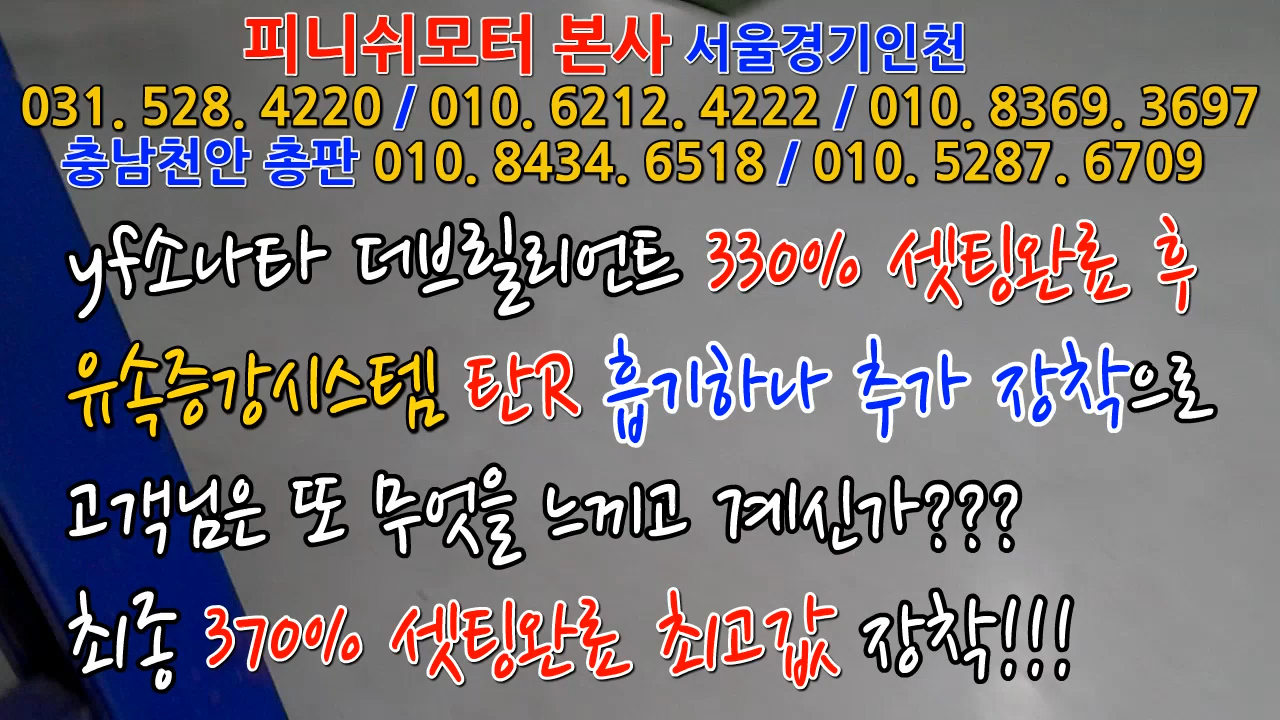 피니쉬모터 본사 서울경기인천
031. 528. 4220 / 010. 6212. 4222 / 010. 8369. 3697
충남천안 총판 010. 8434. 6518 / 010. 5287. 6709
yf소나타 더브릴리언트 330% 셋팅완료 후
유속증강시스템 탄R 흡기하나 추가 장착으로
고객님은 또 무엇을 느끼고 계신가???
최종 370% 셋팅완료 최고값 장착!!!